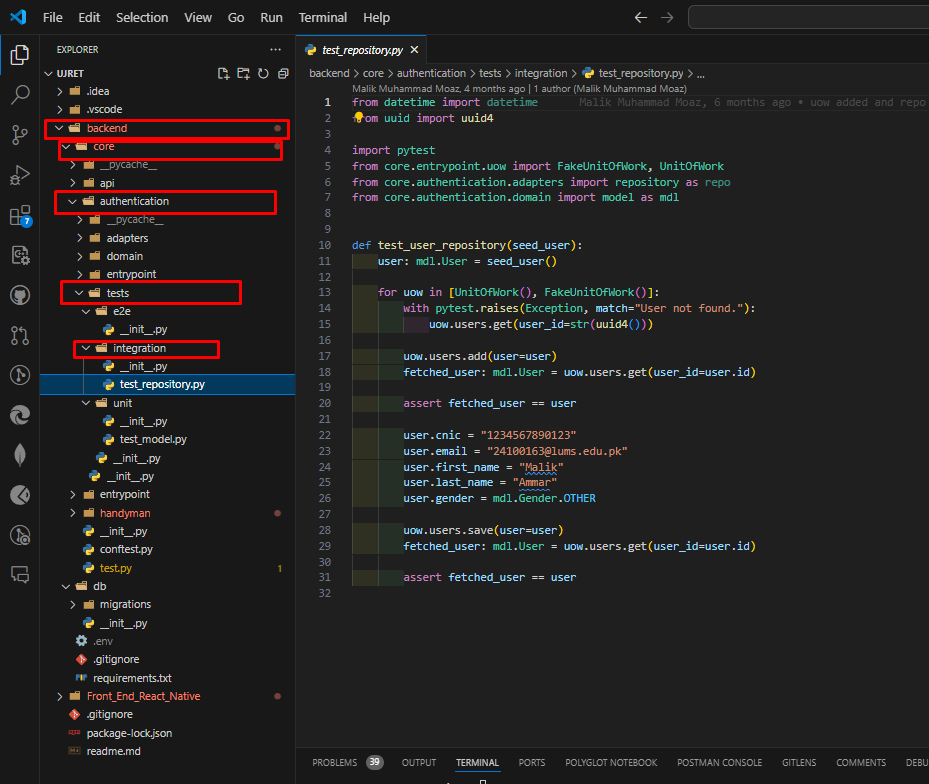 File Edit Selection View Go Run Terminal Help
EXPLORER
UJRET
.idea
.vscode
backend
core
__pycache__
api
authentication
__pycache__
adapters
domain
entrypoint
tests
e2e
__init__.py
integration
__init__.py
test_repository.py
unit
__init__.py
test_model.py
__init__.py
__init__.py
entrypoint
handyman
__init__.py
conftest.py
test.py 1
db
migrations
__init__.py
.env
.gitignore
requirements.txt
Front_End_React_Native
.gitignore
package-lock.json
readme.md
7
test_repository.py
backend > core > authentication > tests > integration > test_repository.py > ...
Malik Muhammad Moaz, 4 months ago | 1 author (Malik Muhammad Moaz)
1 from datetime import datetime Malik Muhammad Moaz, 6 months ago • uow added and repo
2 from uuid import uuid4
3
4 import pytest
5 from core.entrypoint.uow import FakeUnitOfWork, UnitOfWork
6 from core.authentication.adapters import repository as repo
7 from core.authentication.domain import model as mdl
8
9
10 def test_user_repository(seed_user):
11 user: mdl.User = seed_user()
12
13 for uow in [UnitOfWork(), FakeUnitOfWork()]:
14 with pytest.raises(Exception, match="User not found."):
15 uow.users.get(user_id=str(uuid4()))
16
17 uow.users.add(user=user)
18 fetched_user: mdl.User = uow.users.get(user_id=user.id)
19
20 assert fetched_user == user
21
22 user.cnic = "1234567890123"
23 user.email = "24100163@lums.edu.pk"
24 user.first_name = "Malik"
25 user.last_name = "Ammar"
26 user.gender = mdl.Gender.OTHER
27
28 uow.users.save(user=user)
29 fetched_user: mdl.User = uow.users.get(user_id=user.id)
30
31 assert fetched_user == user
32
PROBLEMS 39 OUTPUT TERMINAL PORTS POLYGLOT NOTEBOOK POSTMAN CONSOLE GITLENS COMMENTS DEBU